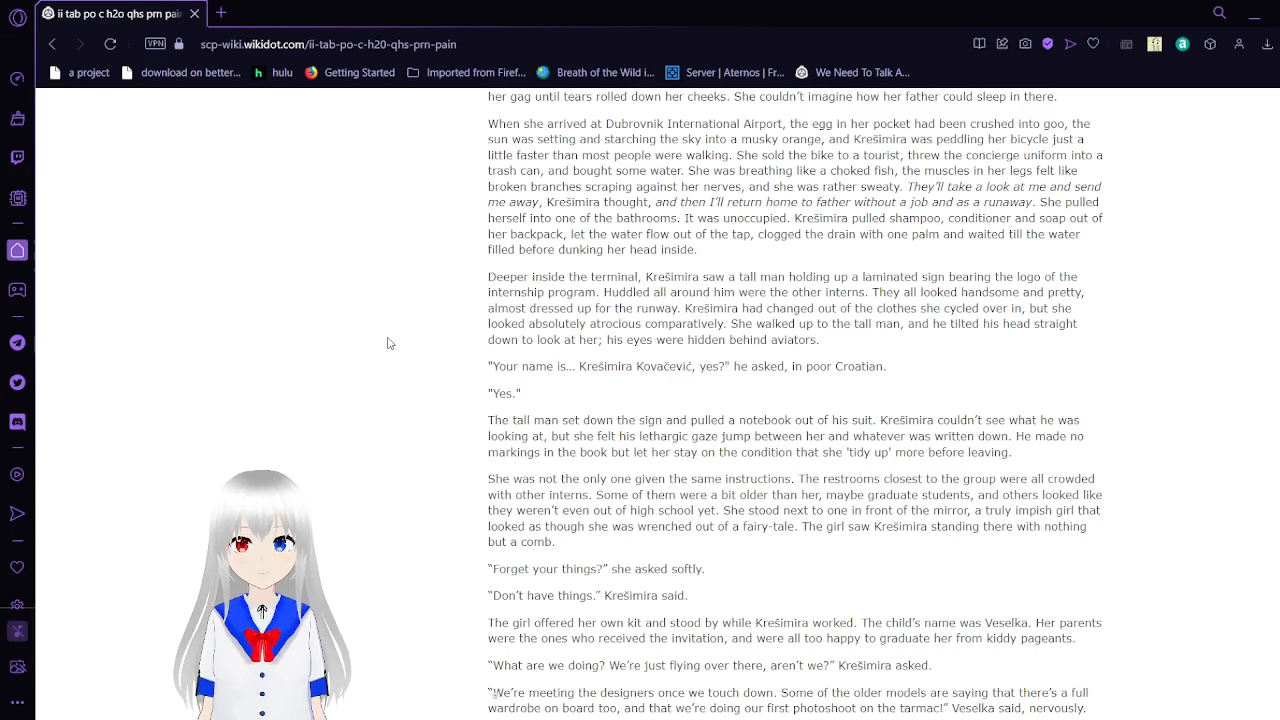 ii tab po c h2o qhs prn pain
VPN
scp-wiki.wikidot.com/ii-tab-po-c-h20-qhs-prn-pain
a project
download on better...
hulu
Getting Started
Imported from Firef...
Breath of the Wild i...
Server | Aternos | Fr...
We Need To Talk A...
her gag until tears rolled down her cheeks. She couldn’t imagine how her father could sleep in there.
When she arrived at Dubrovnik International Airport, the egg in her pocket had been crushed into goo, the
sun was setting and starching the sky into a musky orange, and Krešimira was peddling her bicycle just a
little faster than most people were walking. She sold the bike to a tourist, threw the concierge uniform into a
trash can, and bought some water. She was breathing like a choked fish, the muscles in her legs felt like
broken branches scraping against her nerves, and she was rather sweaty. They’ll take a look at me and send
me away, Krešimira thought, and then I’ll return home to father without a job and as a runaway. She pulled
herself into one of the bathrooms. It was unoccupied. Krešimira pulled shampoo, conditioner and soap out of
her backpack, let the water flow out of the tap, clogged the drain with one palm and waited till the water
filled before dunking her head inside.
Deeper inside the terminal, Krešimira saw a tall man holding up a laminated sign bearing the logo of the
internship program. Huddled all around him were the other interns. They all looked handsome and pretty,
almost dressed up for the runway. Krešimira had changed out of the clothes she cycled over in, but she
looked absolutely atrocious comparatively. She walked up to the tall man, and he tilted his head straight
down to look at her; his eyes were hidden behind aviators.
"Your name is… Krešimira Kovačević, yes?" he asked, in poor Croatian.
"Yes."
The tall man set down the sign and pulled a notebook out of his suit. Krešimira couldn’t see what he was
looking at, but she felt his lethargic gaze jump between her and whatever was written down. He made no
markings in the book but let her stay on the condition that she 'tidy up' more before leaving.
She was not the only one given the same instructions. The restrooms closest to the group were all crowded
with other interns. Some of them were a bit older than her, maybe graduate students, and others looked like
they weren’t even out of high school yet. She stood next to one in front of the mirror, a truly impish girl that
looked as though she was wrenched out of a fairy-tale. The girl saw Krešimira standing there with nothing
but a comb.
“Forget your things?” she asked softly.
“Don’t have things.” Krešimira said.
The girl offered her own kit and stood by while Krešimira worked. The child’s name was Veselka. Her parents
were the ones who received the invitation, and were all too happy to graduate her from kiddy pageants.
“What are we doing? We’re just flying over there, aren’t we?” Krešimira asked.
“We’re meeting the designers once we touch down. Some of the older models are saying that there’s a full
wardrobe on board too, and that we’re doing our first photoshoot on the tarmac!” Veselka said, nervously.